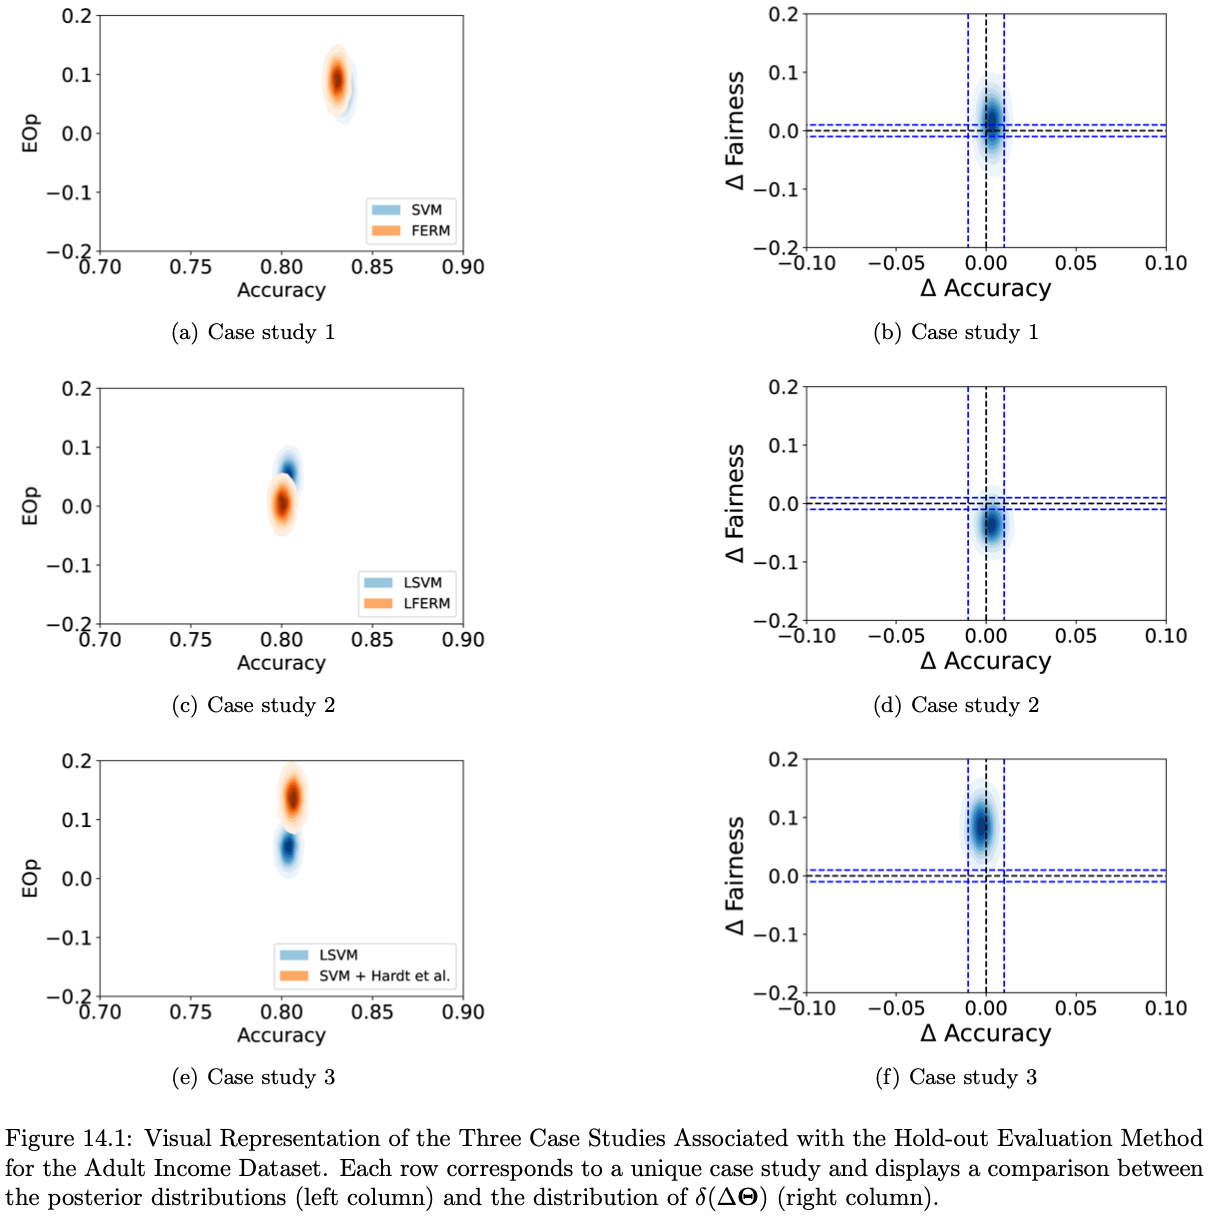 0.2
0.1
0.0
−0.1
−0.2
EOp
0.70 0.75 0.80 0.85 0.90
Accuracy
SVM
FERM
(a) Case study 1
0.2
0.1
0.0
−0.1
−0.2
Δ Fairness
−0.10 −0.05 0.00 0.05 0.10
Δ Accuracy
(b) Case study 1
0.2
0.1
0.0
−0.1
−0.2
EOp
0.70 0.75 0.80 0.85 0.90
Accuracy
LSVM
LFERM
(c) Case study 2
0.2
0.1
0.0
−0.1
−0.2
Δ Fairness
−0.10 −0.05 0.00 0.05 0.10
Δ Accuracy
(d) Case study 2
0.2
0.1
0.0
−0.1
−0.2
EOp
0.70 0.75 0.80 0.85 0.90
Accuracy
LSVM
SVM + Hardt et al.
(e) Case study 3
0.2
0.1
0.0
−0.1
−0.2
Δ Fairness
−0.10 −0.05 0.00 0.05 0.10
Δ Accuracy
(f) Case study 3
Figure 14.1: Visual Representation of the Three Case Studies Associated with the Hold-out Evaluation Method
for the Adult Income Dataset. Each row corresponds to a unique case study and displays a comparison between
the posterior distributions (left column) and the distribution of δ(ΔΘ) (right column).